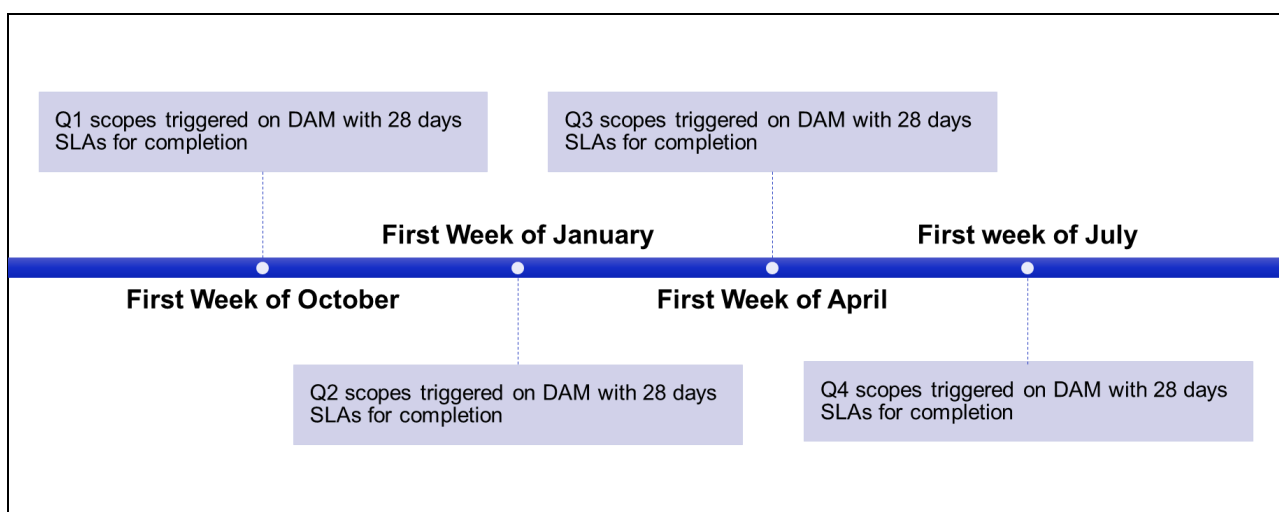 Q1 scopes triggered on DAM with 28 days
SLAs for completion
Q3 scopes triggered on DAM with 28 days
SLAs for completion
First Week of January
First week of July
First Week of October
First Week of April
Q2 scopes triggered on DAM with 28 days
SLAs for completion
Q4 scopes triggered on DAM with 28 days
SLAs for completion